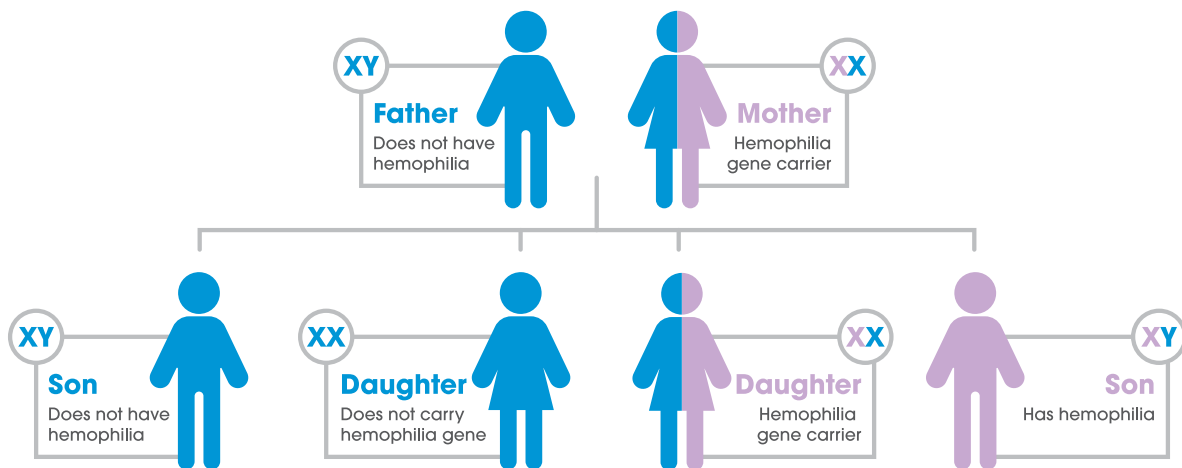 XY
Father
Does not have
hemophilia
XX
Mother
Hemophilia
gene carrier
XY
Son
Does not have
hemophilia
XX
Daughter
Does not carry
hemophilia gene
XX
Daughter
Hemophilia
gene carrier
XY
Son
Has hemophilia